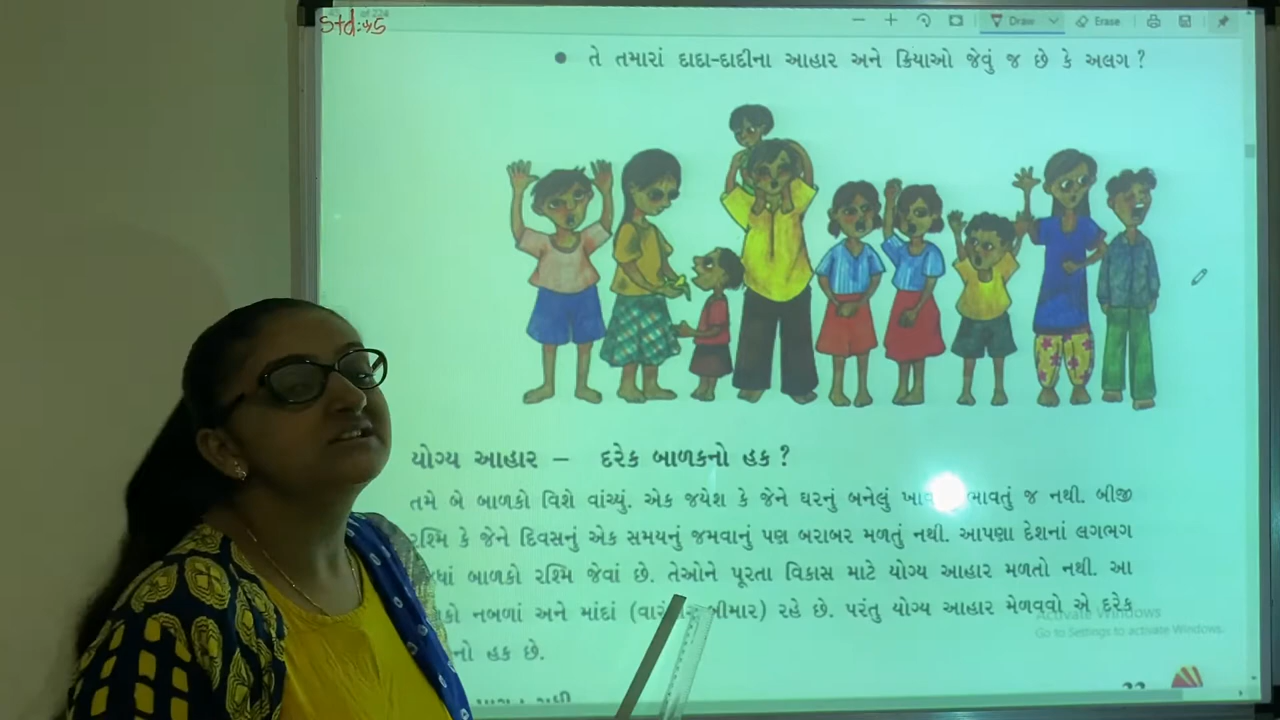 of 224
Std:-5
Draw
Erase
તે તમારાં દાદા-દાદીના આહાર અને ક્રિયાઓ જેવું જ છે કે અલગ ?
યોગ્ય આહાર – દરેક બાળકનો હક ?
તમે બે બાળકો વિશે વાંચ્યું. એક જયેશ કે જેને ઘરનું બનેલું ભાવતું જ નથી. બીજી
રશ્મિ કે જેને દિવસનું એક સમયનું જમવાનું પણ બરાબર મળતું નથી. આપણા દેશનાં લગભગ
બાળકો રશ્મિ જેવાં છે. તેઓને પૂરતા વિકાસ માટે યોગ્ય આહાર મળતો નથી. આ
નબળાં અને માંદાં રહે છે. પરંતુ યોગ્ય આહાર મેળવવો એ દરેક
હક છે.
Activate Windows
Go to Settings to activate Windows.